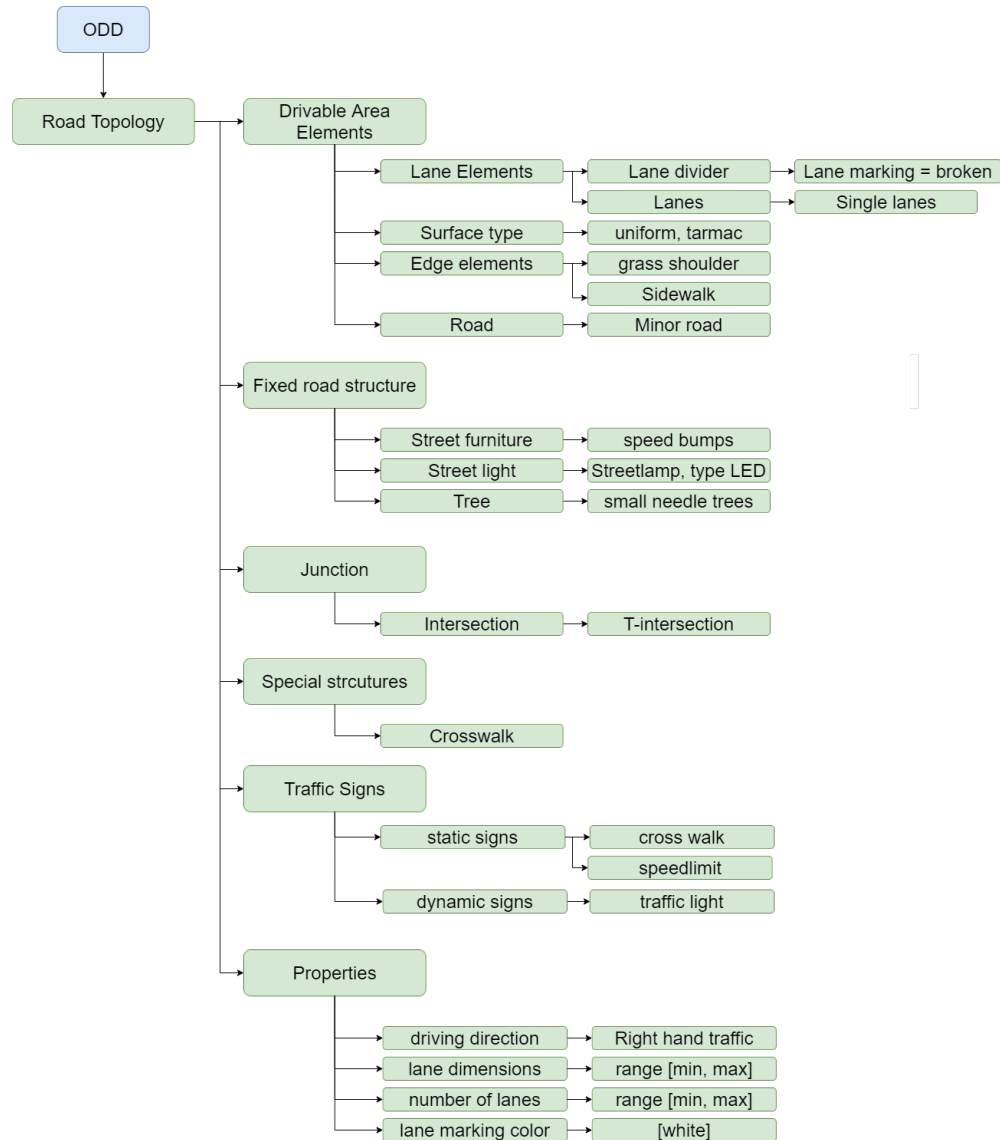 ODD
Road Topology
Drivable Area
Elements
Lane Elements
Lane divider
Lane marking = broken
Lanes
Single lanes
Surface type
uniform, tarmac
Edge elements
grass shoulder
Sidewalk
Road
Minor road
Fixed road structure
Street furniture
speed bumps
Street light
Streetlamp, type LED
Tree
small needle trees
Junction
Intersection
T-intersection
Special strcutures
Crosswalk
Traffic Signs
static signs
cross walk
speedlimit
dynamic signs
traffic light
Properties
driving direction
Right hand traffic
lane dimensions
range [min, max]
number of lanes
range [min, max]
lane marking color
[white]